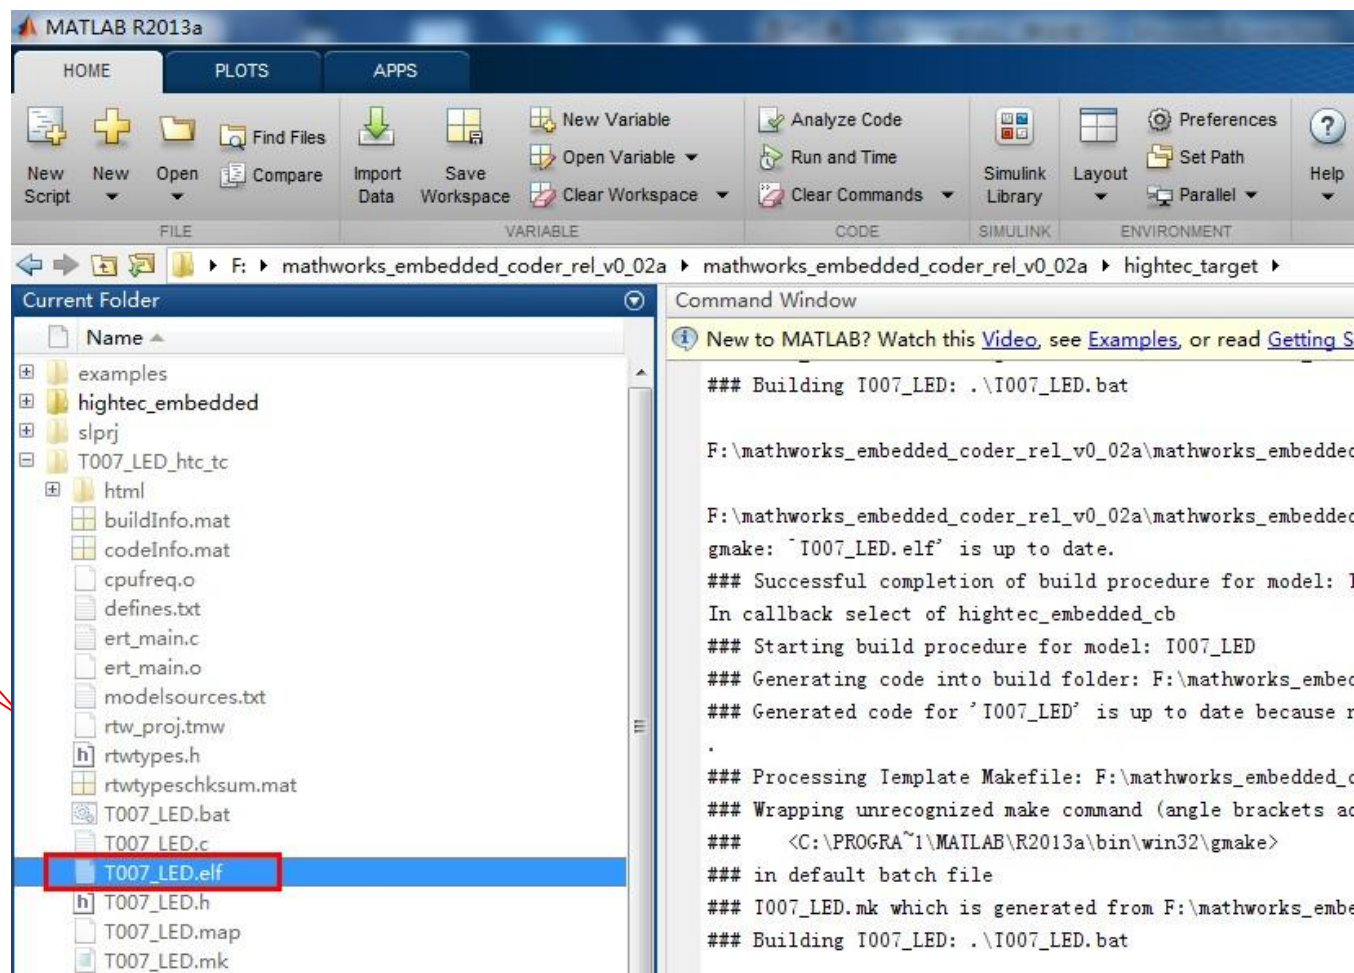 MATLAB R2013a
HOME PLOTS APPS
New Script
New
Open
Find Files
Compare
Import Data
Save Workspace
New Variable
Open Variable
Clear Workspace
Analyze Code
Run and Time
Clear Commands
Simulink Library
Layout
Preferences
Set Path
Parallel
Help
FILE VARIABLE CODE SIMULINK ENVIRONMENT
F: mathworks_embedded_coder_rel_v0_02a mathworks_embedded_coder_rel_v0_02a hightec_target
Current Folder
Name
examples
hightec_embedded
slprj
T007_LED_htc_tc
html
buildInfo.mat
codeInfo.mat
cpufreq.o
defines.txt
ert_main.c
ert_main.o
modelsources.txt
rtw_proj.tmw
rtwtypes.h
rtwtypeschksum.mat
T007_LED.bat
T007_LED.c
T007_LED.elf
T007_LED.h
T007_LED.map
T007_LED.mk
Command Window
New to MATLAB? Watch this Video, see Examples, or read Getting S
### Building T007_LED: .\T007_LED.bat
F:\mathworks_embedded_coder_rel_v0_02a\mathworks_embedded
F:\mathworks_embedded_coder_rel_v0_02a\mathworks_embedded
gmake: `T007_LED.elf' is up to date.
### Successful completion of build procedure for model: T
In callback select of hightec_embedded_cb
### Starting build procedure for model: T007_LED
### Generating code into build folder: F:\mathworks_embed
### Generated code for 'T007_LED' is up to date because
.
### Processing Template Makefile: F:\mathworks_embedded_c
### Wrapping unrecognized make command (angle brackets ad
### <C:\PROGRA~1\MATLAB\R2013a\bin\win32\gmake>
### in default batch file
### T007_LED.mk which is generated from F:\mathworks_embe
### Building T007_LED: .\T007_LED.bat